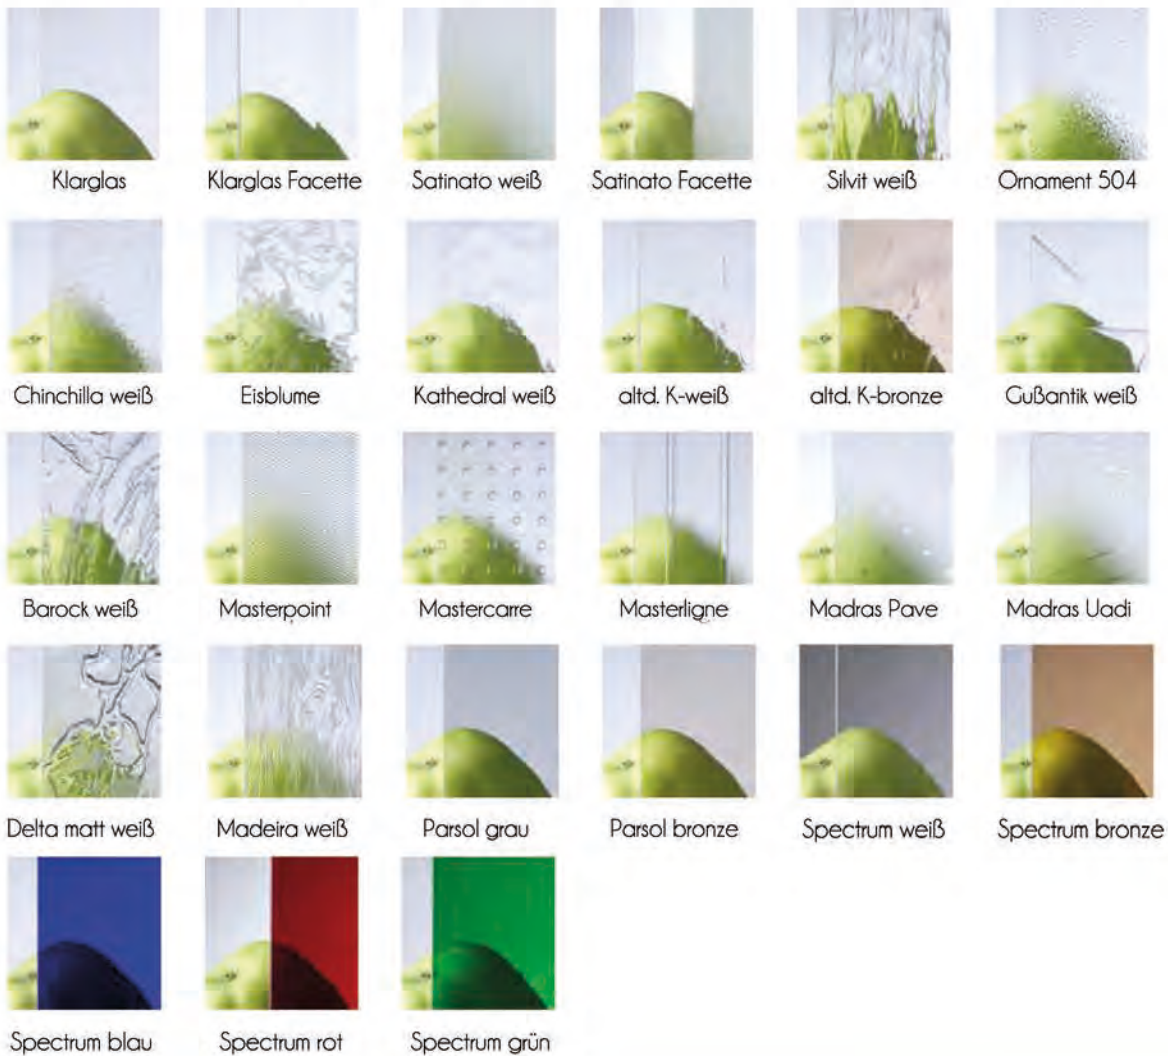 Klarglas
Klarglas Facette
Satinato weiß
Satinato Facette
Silvit weiß
Ornament 504
Chinchilla weiß
Eisblume
Kathedral weiß
altd. K-weiß
altd. K-bronze
Gußantik weiß
Barock weiß
Masterpoint
Mastercarre
Masterligne
Madras Pave
Madras Uadi
Delta matt weiß
Madeira weiß
Parsol grau
Parsol bronze
Spectrum weiß
Spectrum bronze
Spectrum blau
Spectrum rot
Spectrum grün